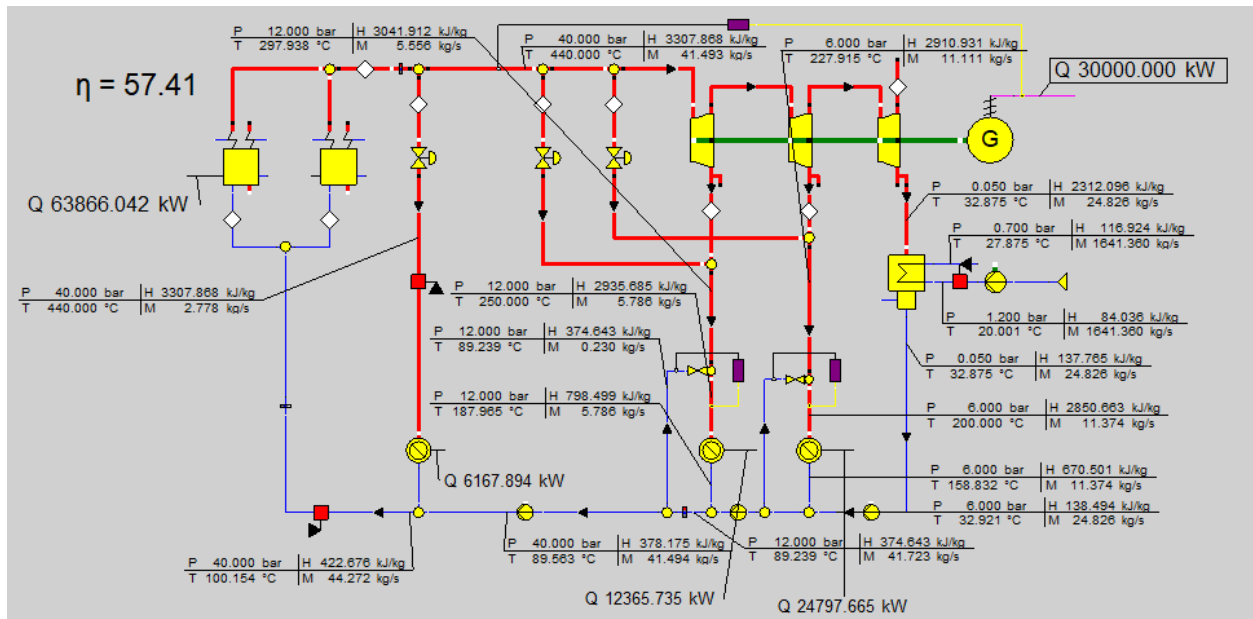 P 12.000 bar H 3041.912 kJ/kg
T 297.938 °C M 5.556 kg/s
P 40.000 bar H 3307.868 kJ/kg
T 440.000 °C M 41.493 kg/s
P 6.000 bar H 2910.931 kJ/kg
T 227.915 °C M 11.111 kg/s
Q 30000.000 kW
η = 57.41
G
Q 63866.042 kW
P 0.050 bar H 2312.096 kJ/kg
T 32.875 °C M 24.826 kg/s
P 0.700 bar H 116.924 kJ/kg
T 27.875 °C M 1641.360 kg/s
P 40.000 bar H 3307.868 kJ/kg
T 440.000 °C M 2.778 kg/s
P 12.000 bar H 2935.685 kJ/kg
T 250.000 °C M 5.786 kg/s
P 1.200 bar H 84.036 kJ/kg
T 20.001 °C M 1641.360 kg/s
P 12.000 bar H 374.643 kJ/kg
T 89.239 °C M 0.230 kg/s
P 0.050 bar H 137.765 kJ/kg
T 32.875 °C M 24.826 kg/s
P 12.000 bar H 798.499 kJ/kg
T 187.965 °C M 5.786 kg/s
P 6.000 bar H 2850.663 kJ/kg
T 200.000 °C M 11.374 kg/s
Q 6167.894 kW
P 6.000 bar H 670.501 kJ/kg
T 158.832 °C M 11.374 kg/s
P 6.000 bar H 138.494 kJ/kg
T 32.921 °C M 24.826 kg/s
P 40.000 bar H 378.175 kJ/kg
T 89.563 °C M 41.494 kg/s
P 12.000 bar H 374.643 kJ/kg
T 89.239 °C M 41.723 kg/s
P 40.000 bar H 422.676 kJ/kg
T 100.154 °C M 44.272 kg/s
Q 12365.735 kW
Q 24797.665 kW